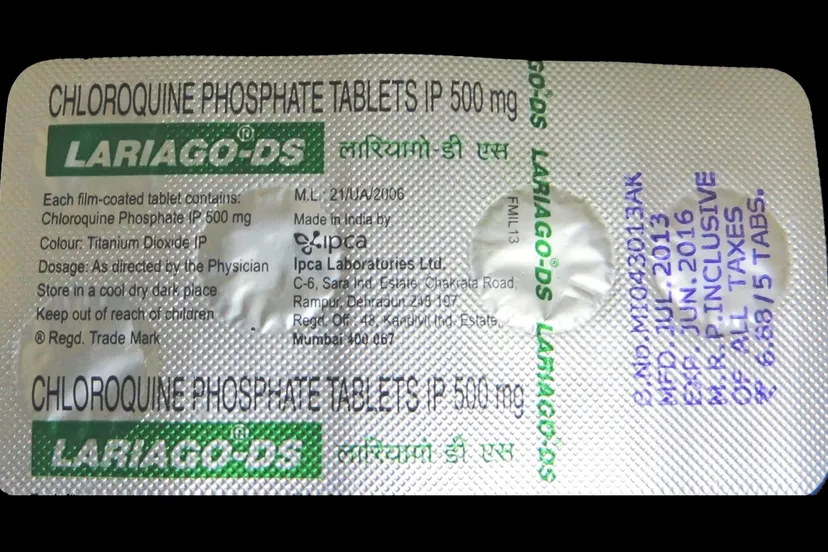 CHLOROQUINE PHOSPHATE TABLETS IP 500 mg
LARIAGO-DS®
लारियागो डी एस
Each film-coated tablet contains:
Chloroquine Phosphate IP 500 mg
Colour: Titanium Dioxide IP
Dosage: As directed by the Physician
Store in a cool dry dark place
Keep out of reach of children
® Regd. Trade Mark
M.L.: 21/UA/2006
Made in India by
ipca
Ipca Laboratories Ltd.
C-6, Sara Ind. Estate, Chakrata Road,
Rampur, Dehradun 248 197
Regd. Off.: 48, Kandivli Ind. Estate,
Mumbai 400 067
CHLOROQUINE PHOSPHATE TABLETS IP 500 mg
LARIAGO-DS®
लारियागो डी एस
FMIL13
GO-DS LARIAGO-DS® LARIAGO-DS
B.No.MI043013AK
MFD.JUL.2013
EXP.JUN.2016
M.R.P.INCLUSIVE
OF ALL TAXES
₹ 6.88/5 TABS.